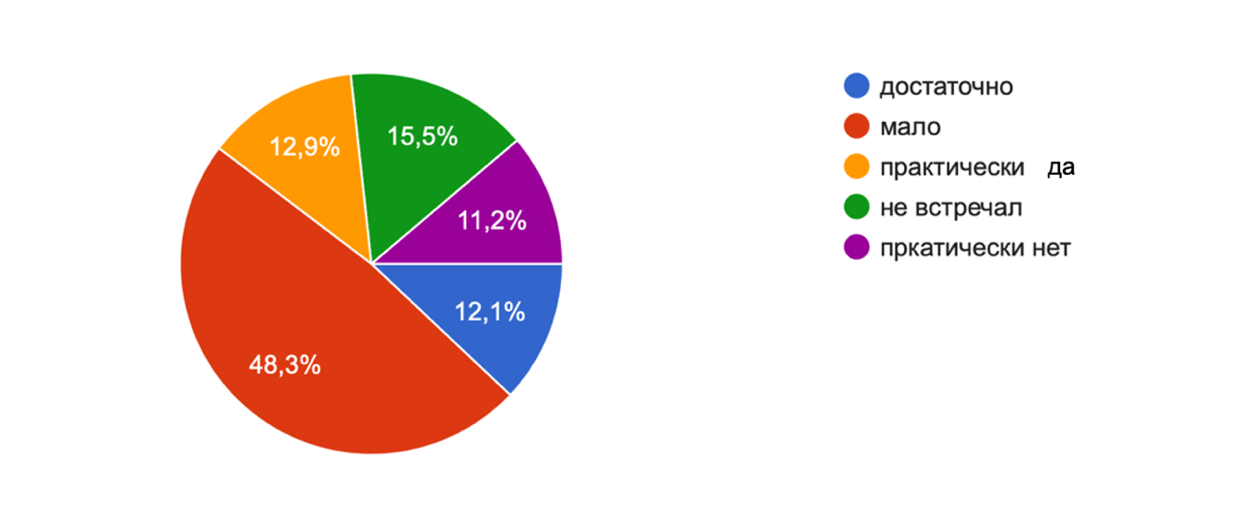 12,9%
15,5%
11,2%
12,1%
48,3%
достаточно
мало
практически да
не встречал
пркатически нет